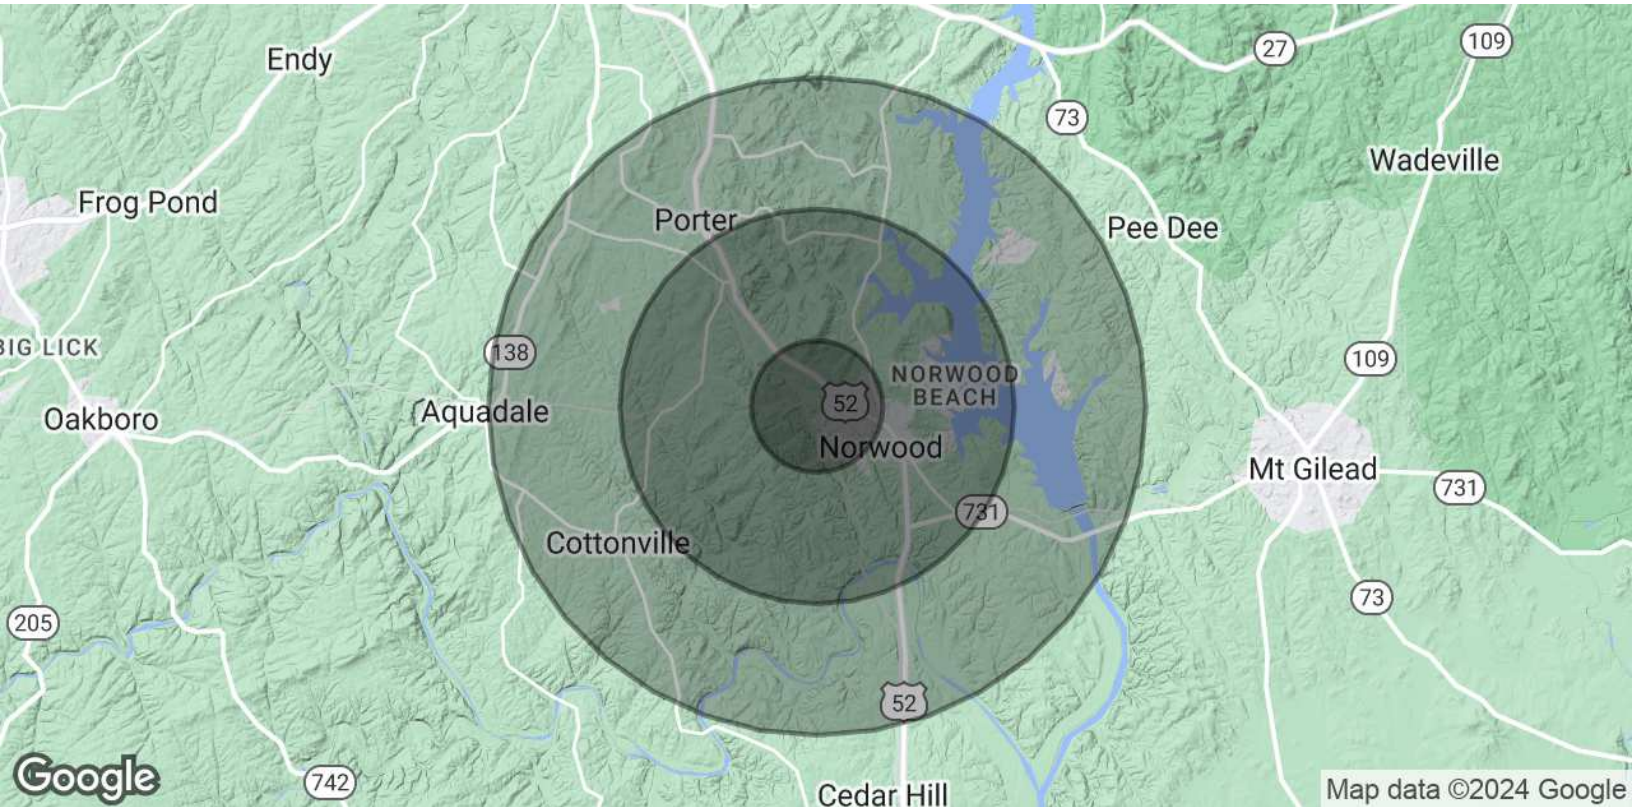 Endy
27
109
73
Wadeville
Frog Pond
Porter
Pee Dee
BIG LICK
138
109
NORWOOD
BEACH
52
Oakboro
Aquadale
Norwood
Mt Gilead
731
731
Cottonville
73
205
52
Google
742
Cedar Hill
Map data ©2024 Google